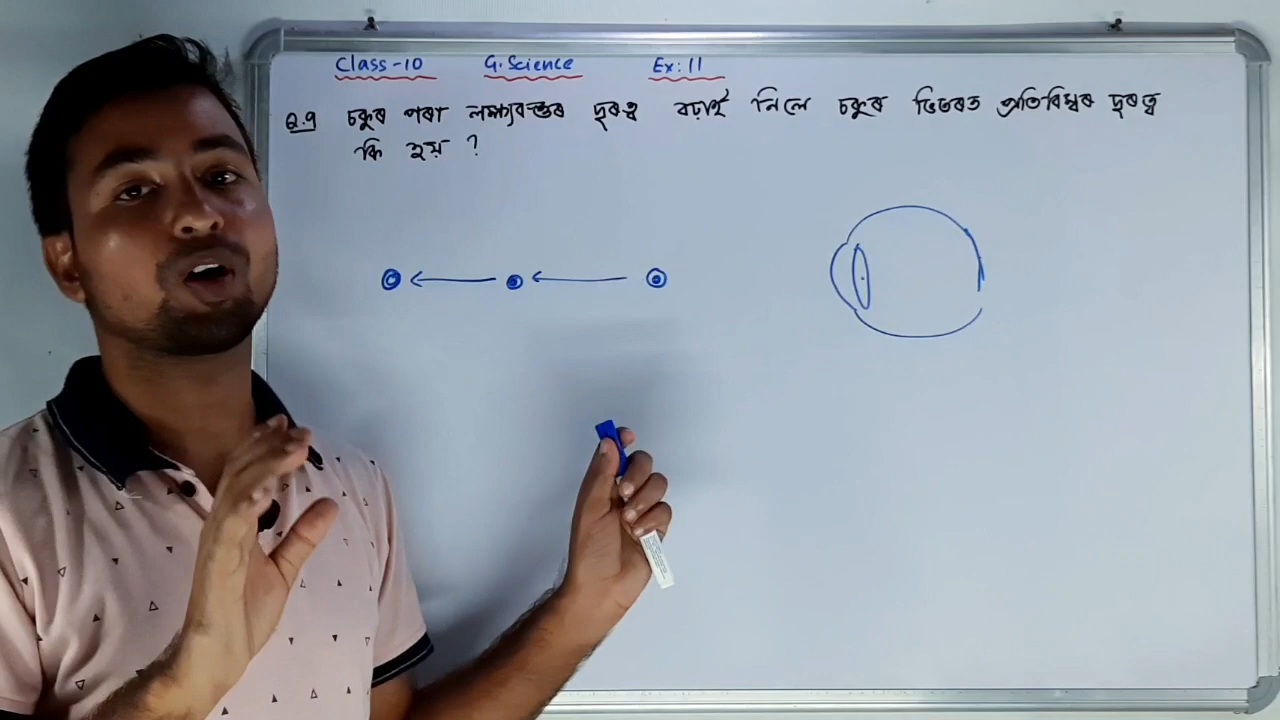 Class-10 G.Science Ex:11
Q.9 চকুৰ পৰা লক্ষ্যবস্তুৰ দূৰত্ব বঢ়াই নিলে চকুৰ ভিতৰত প্ৰতিবিম্বৰ দূৰত্ব
কি হয় ?